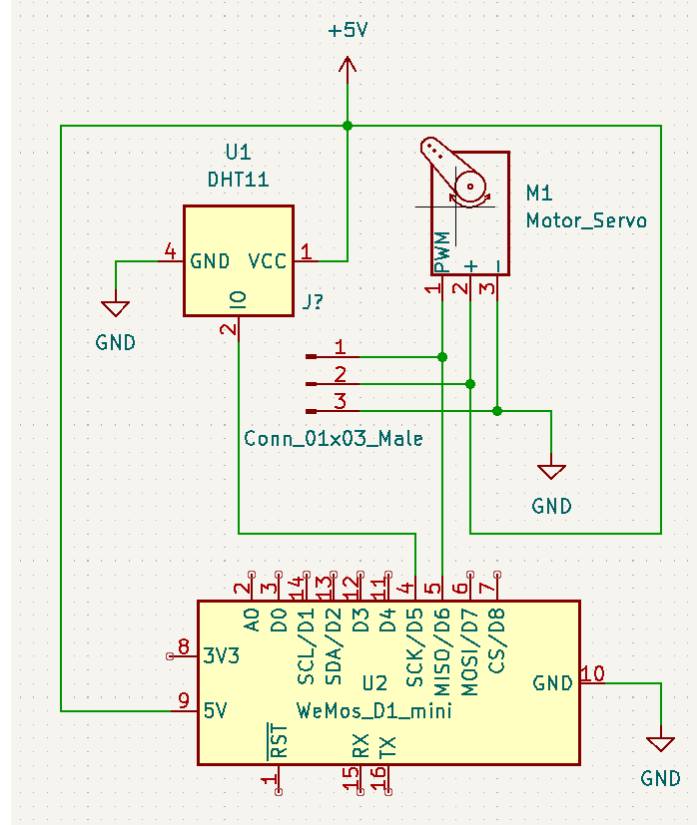 +5V
U1
DHT11
4
GND
VCC
1
IO
2
J?
GND
M1
Motor_Servo
PWM
+
-
1
2
3
1
2
3
Conn_01x03_Male
GND
2
3
14
13
12
11
4
5
6
7
A0
D0
SCL/D1
SDA/D2
D3
D4
SCK/D5
MISO/D6
MOSI/D7
CS/D8
8
3V3
9
5V
U2
WeMos_D1_mini
GND
10
RST
RX
TX
1
15
16
GND